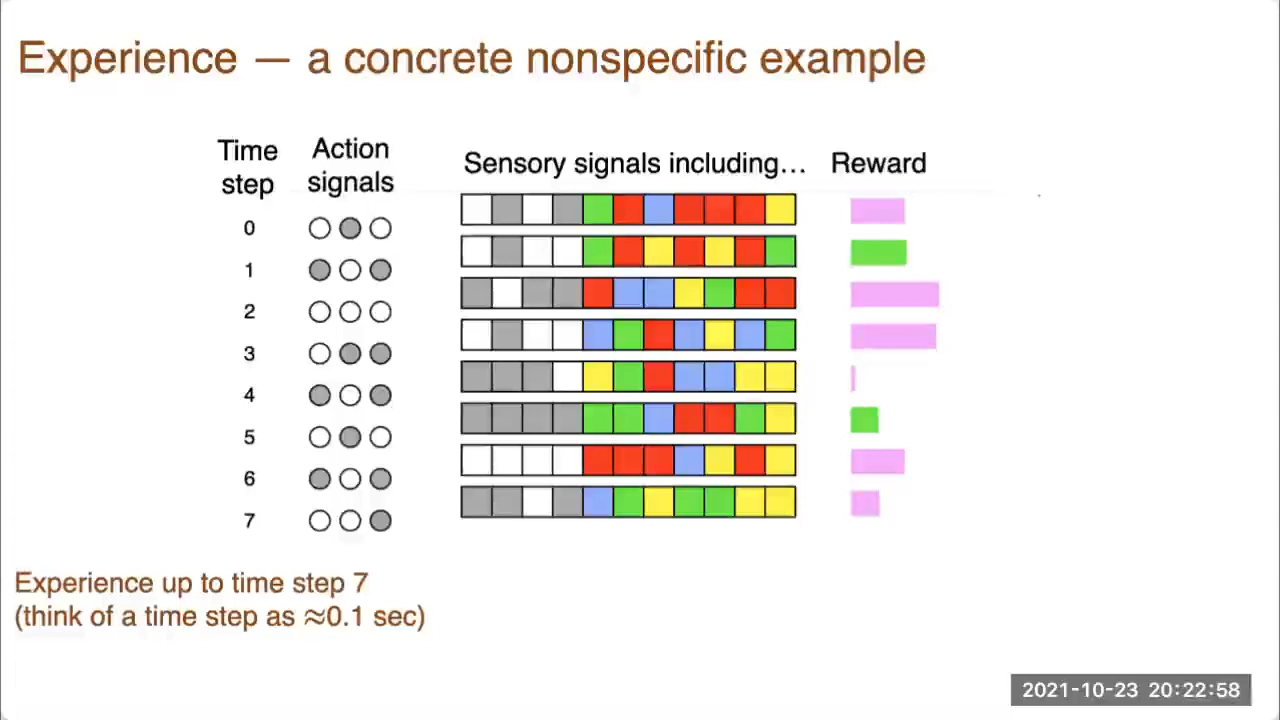 Experience — a concrete nonspecific example
Time step
Action signals
Sensory signals including...
Reward
0
1
2
3
4
5
6
7
Experience up to time step 7
(think of a time step as ≈0.1 sec)
2021-10-23 20:22:58